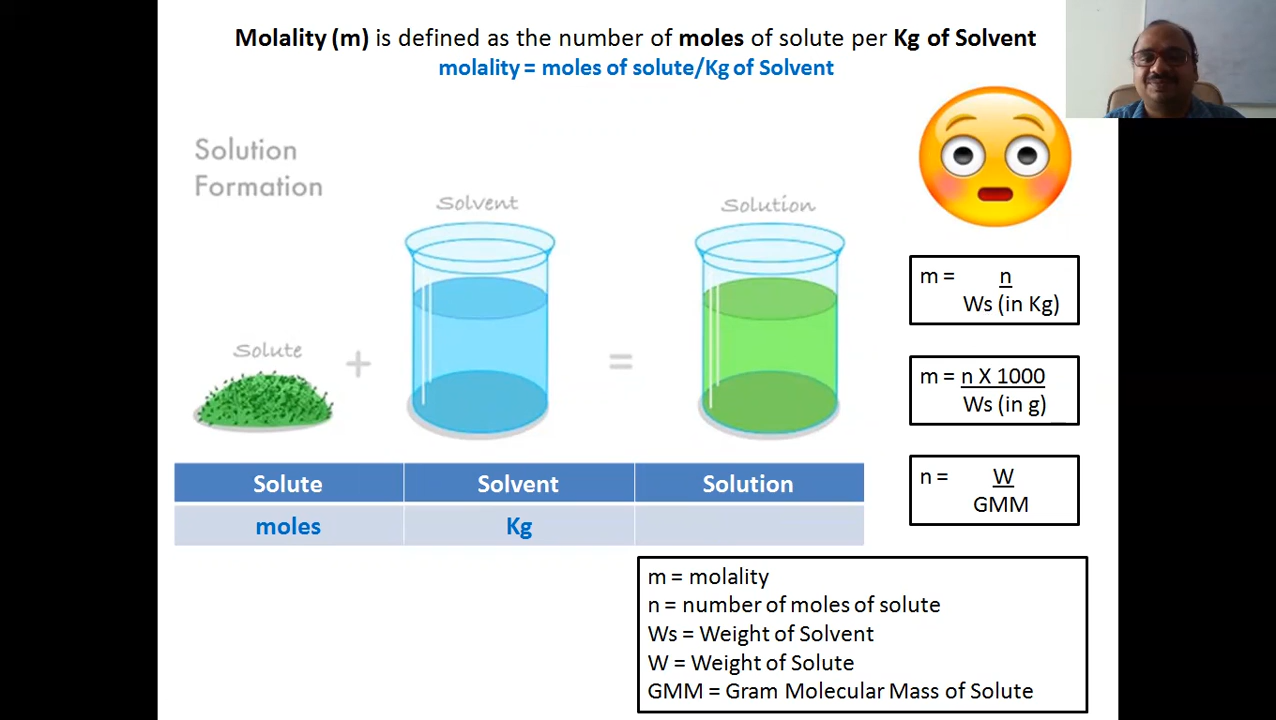 Molality (m) is defined as the number of moles of solute per Kg of Solvent
molality = moles of solute/Kg of Solvent
Solution
Formation
Solute
+
Solvent
=
Solution
m = n
Ws (in Kg)
m = n X 1000
Ws (in g)
n = W
GMM
Solute Solvent Solution
moles Kg
m = molality
n = number of moles of solute
Ws = Weight of Solvent
W = Weight of Solute
GMM = Gram Molecular Mass of Solute